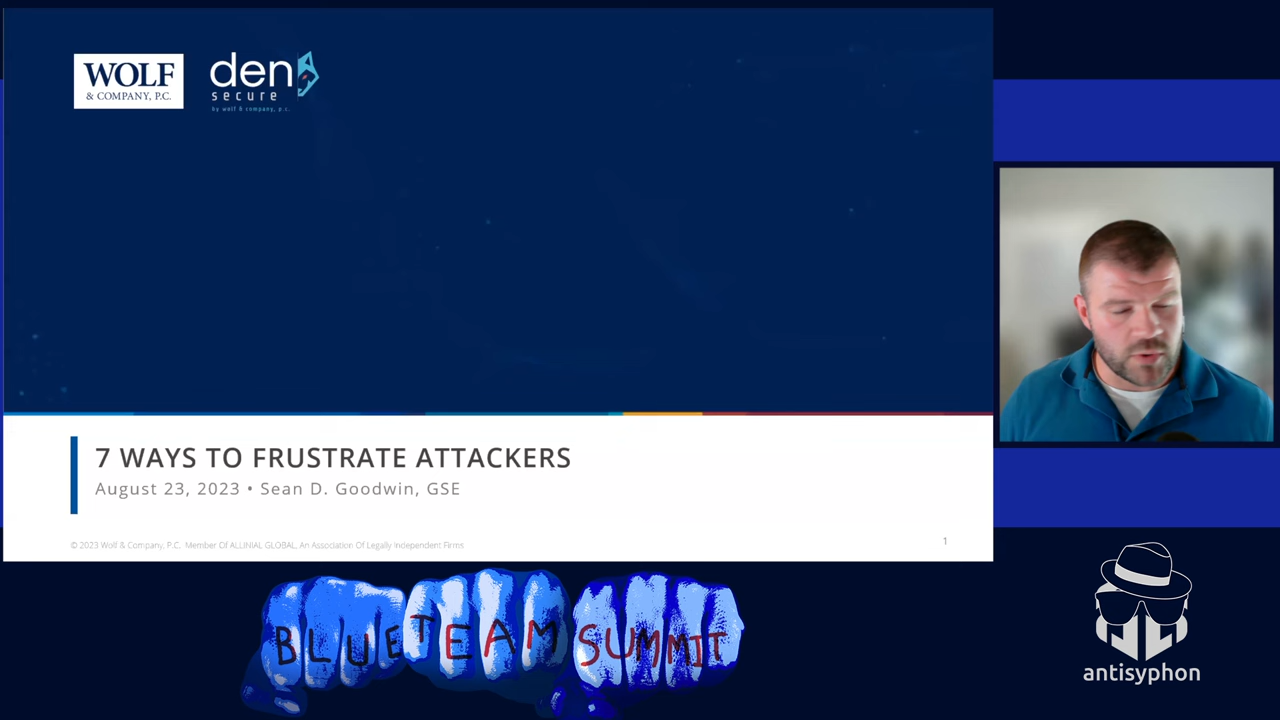 WOLF
& COMPANY, P.C.
den
secure
by wolf & company, p.c.
7 WAYS TO FRUSTRATE ATTACKERS
August 23, 2023 • Sean D. Goodwin, GSE
© 2023 Wolf & Company, P.C. Member Of ALLINIAL GLOBAL, An Association Of Legally Independent Firms
1
BLUE TEAM SUMMIT
antisyphon